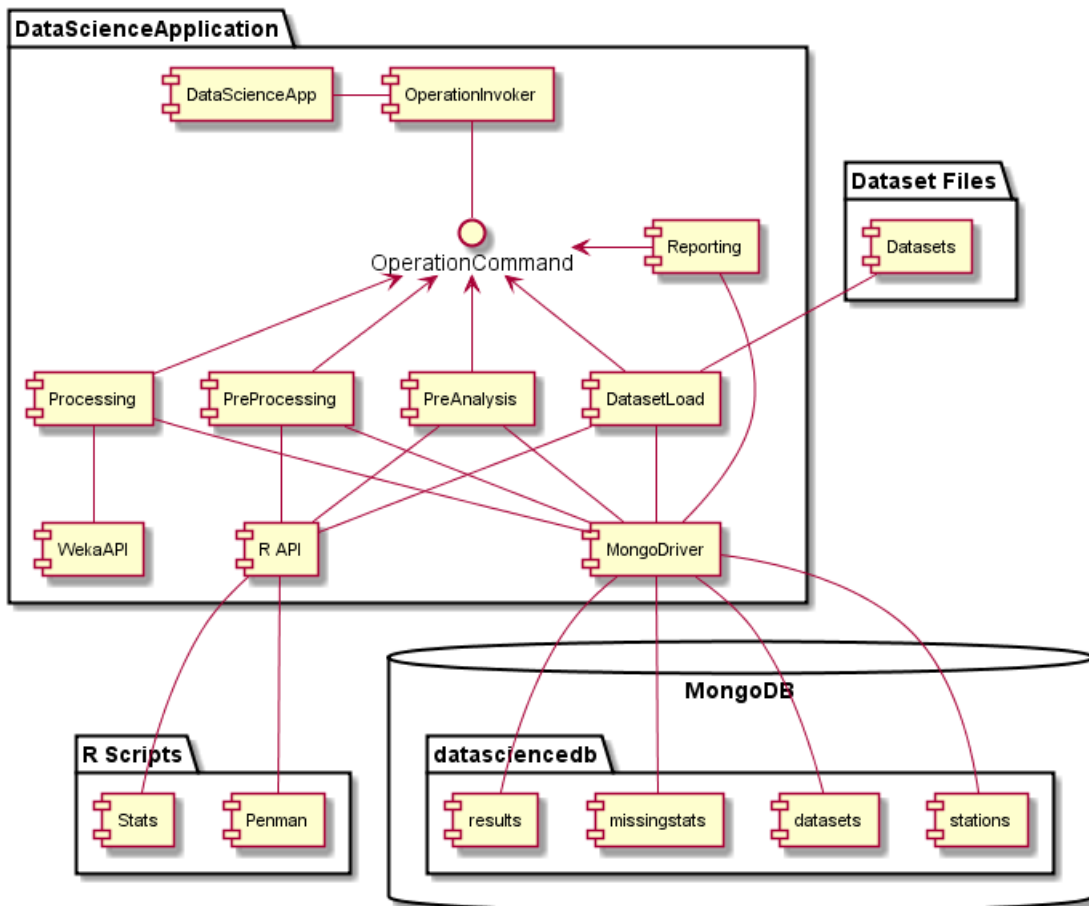 DataScienceApplication
DataScienceApp
OperationInvoker
Dataset Files
Datasets
Reporting
OperationCommand
Processing
PreProcessing
PreAnalysis
DatasetLoad
WekaAPI
R API
MongoDriver
MongoDB
R Scripts
datasciencedb
Stats
Penman
results
missingstats
datasets
stations